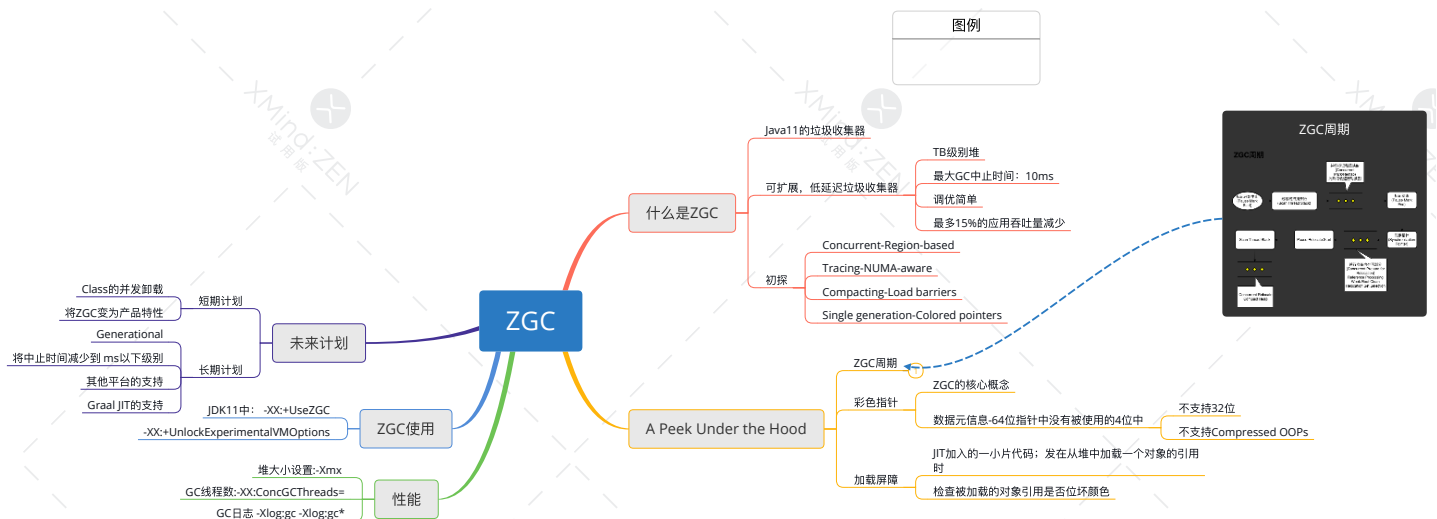 图例
XMind:ZEN
试用版
XMind:ZEN
试用版
ZGC
什么是ZGC
Java11的垃圾收集器
可扩展，低延迟垃圾收集器
TB级别堆
最大GC中止时间：10ms
调优简单
最多15%的应用吞吐量减少
初探
Concurrent-Region-based
Tracing-NUMA-aware
Compacting-Load barriers
Single generation-Colored pointers
A Peek Under the Hood
ZGC周期
彩色指针
ZGC的核心概念
数据元信息-64位指针中没有被使用的4位中
不支持32位
不支持Compressed OOPs
加载屏障
JIT加入的一小片代码；发在从堆中加载一个对象的引用
时
检查被加载的对象引用是否位坏颜色
ZGC周期
ZGC周期
未来计划
短期计划
Class的并发卸载
将ZGC变为产品特性
长期计划
Generational
将中止时间减少到 ms以下级别
其他平台的支持
Graal JIT的支持
ZGC使用
JDK11中： -XX:+UseZGC
-XX:+UnlockExperimentalVMOptions
性能
堆大小设置:-Xmx
GC线程数:-XX:ConcGCThreads=
GC日志 -Xlog:gc -Xlog:gc*